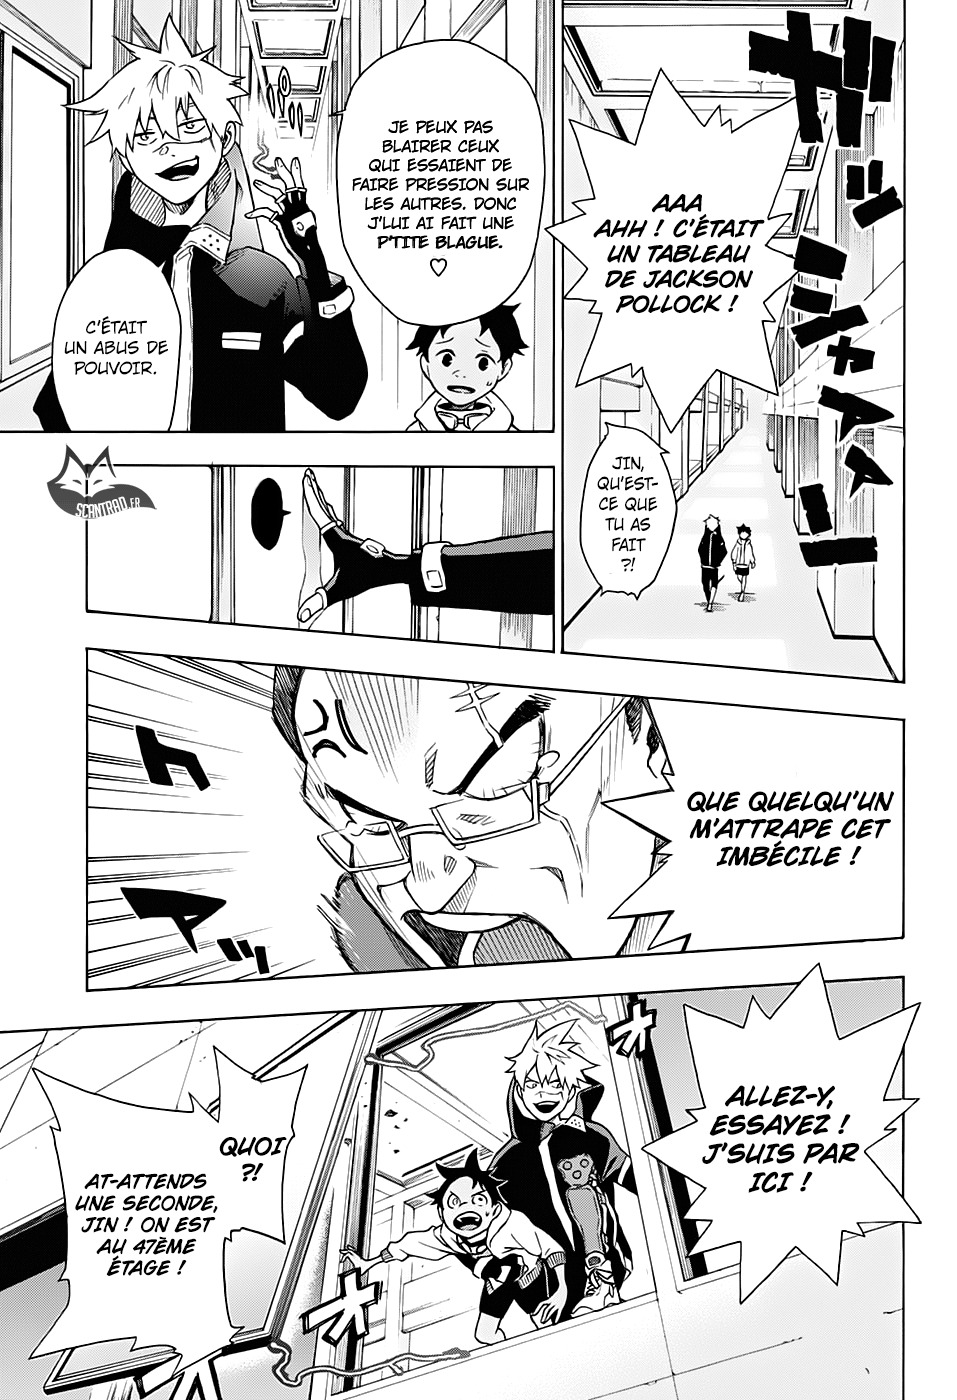 AAA
AHH ! C'ÉTAIT
UN TABLEAU
DE JACKSON
POLLOCK !
JIN,
QU'EST-
CE QUE
TU AS
FAIT
?!
JE PEUX PAS
BLAIRER CEUX
QUI ESSAIENT DE
FAIRE PRESSION SUR
LES AUTRES. DONC
J'LUI AI FAIT UNE
P'TITE BLAGUE.
♡
C'ÉTAIT
UN ABUS DE
POUVOIR.
SCANTRAD.FR
QUE QUELQU'UN
M'ATTRAPE CET
IMBÉCILE !
ALLEZ-Y,
ESSAYEZ !
J'SUIS PAR
ICI !
QUOI
?!
AT-ATTENDS
UNE SECONDE,
JIN ! ON EST
AU 47ÈME
ÉTAGE !